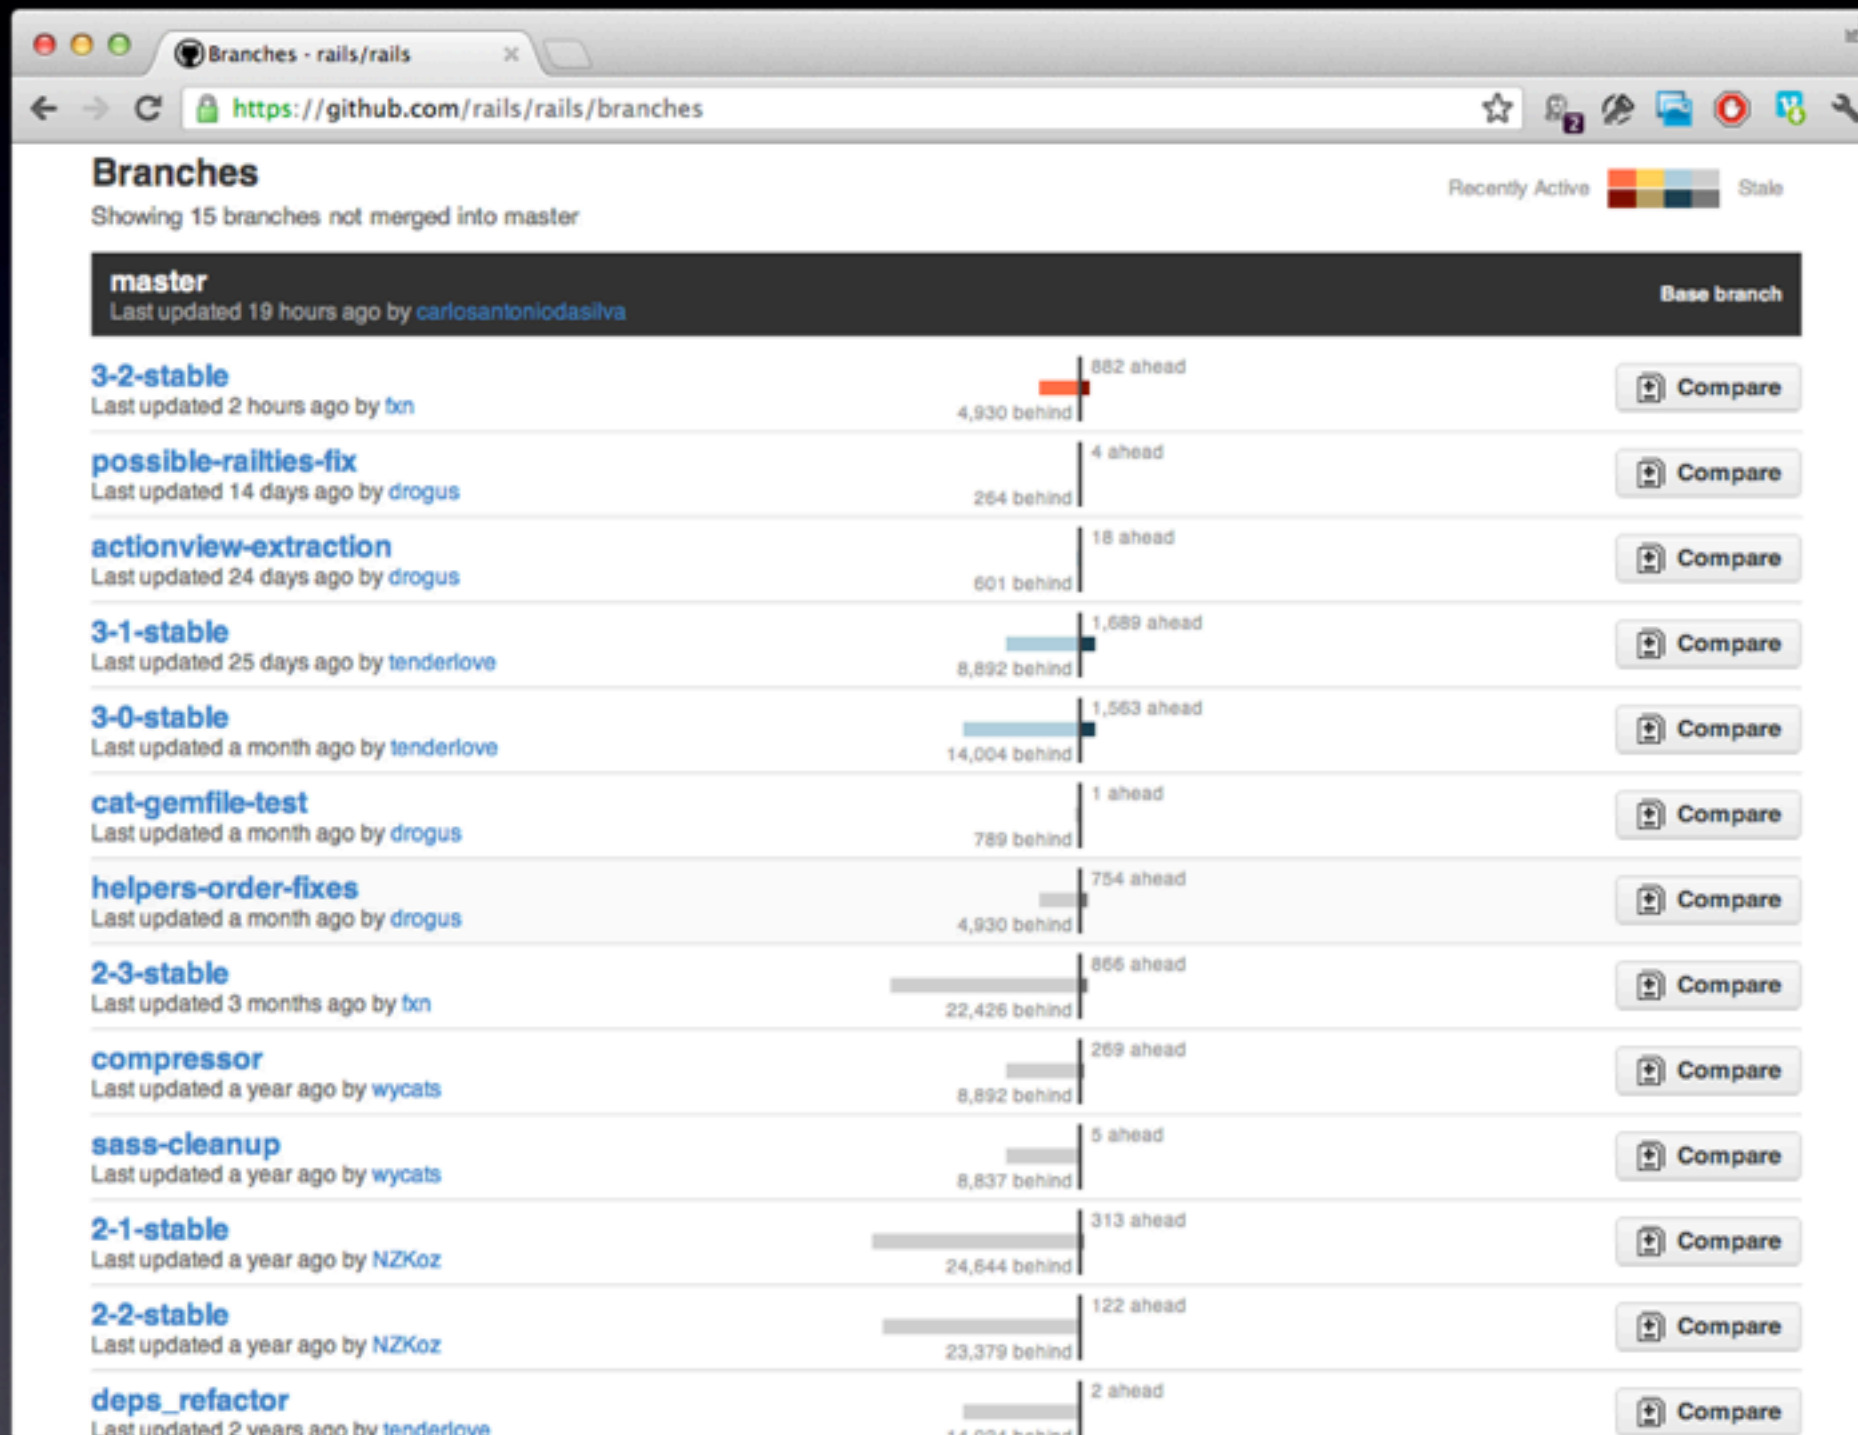 Branches - rails/rails
https://github.com/rails/rails/branches
2
Branches
Showing 15 branches not merged into master
Recently Active
Stale
master
Last updated 19 hours ago by carlosantoniodasilva
Base branch
3-2-stable
Last updated 2 hours ago by fxn
882 ahead
4,930 behind
Compare
possible-railties-fix
Last updated 14 days ago by drogus
4 ahead
264 behind
Compare
actionview-extraction
Last updated 24 days ago by drogus
18 ahead
601 behind
Compare
3-1-stable
Last updated 25 days ago by tenderlove
1,689 ahead
8,892 behind
Compare
3-0-stable
Last updated a month ago by tenderlove
1,563 ahead
14,004 behind
Compare
cat-gemfile-test
Last updated a month ago by drogus
1 ahead
789 behind
Compare
helpers-order-fixes
Last updated a month ago by drogus
754 ahead
4,930 behind
Compare
2-3-stable
Last updated 3 months ago by fxn
866 ahead
22,426 behind
Compare
compressor
Last updated a year ago by wycats
269 ahead
8,892 behind
Compare
sass-cleanup
Last updated a year ago by wycats
5 ahead
8,837 behind
Compare
2-1-stable
Last updated a year ago by NZKoz
313 ahead
24,644 behind
Compare
2-2-stable
Last updated a year ago by NZKoz
122 ahead
23,379 behind
Compare
deps_refactor
Last updated 2 years ago by tenderlove
2 ahead
Compare